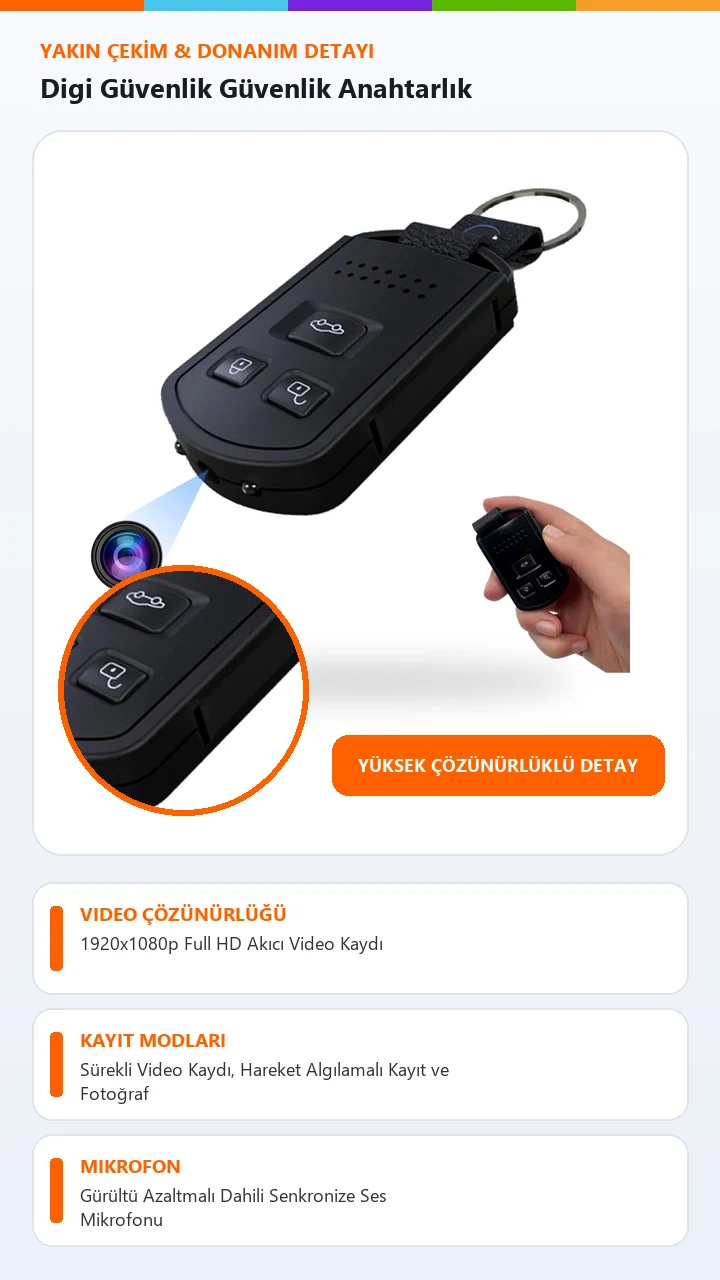 YAKIN ÇEKİM & DONANIM DETAYI
Digi Güvenlik Güvenlik Anahtarlık
YÜKSEK ÇÖZÜNÜRLÜKLÜ DETAY
VIDEO ÇÖZÜNÜRLÜĞÜ
1920x1080p Full HD Akıcı Video Kaydı
KAYIT MODLARI
Sürekli Video Kaydı, Hareket Algılamalı Kayıt ve
Fotoğraf
MIKROFON
Gürültü Azaltmalı Dahili Senkronize Ses
Mikrofonu